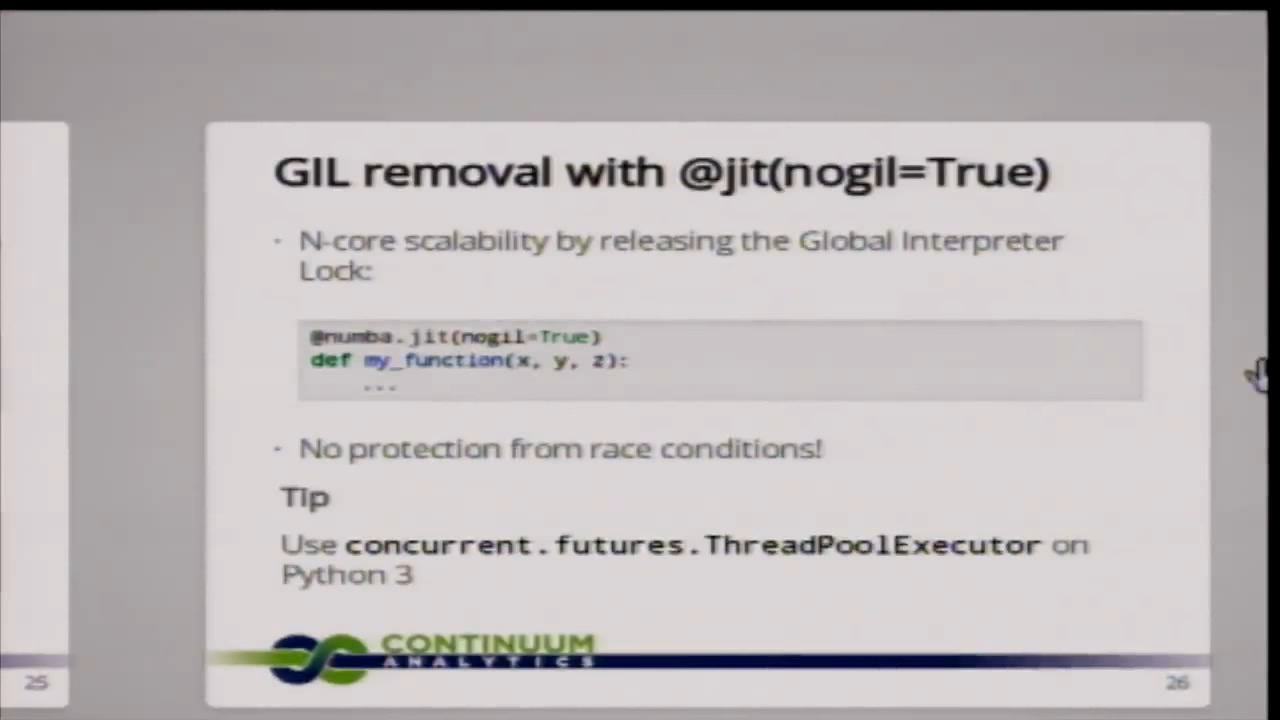 GIL removal with @jit(nogil=True)
· N-core scalability by releasing the Global Interpreter
Lock:
@numba.jit(nogil=True)
def my_function(x, y, z):
...
· No protection from race conditions!
Tip
Use concurrent.futures.ThreadPoolExecutor on
Python 3
CONTINUUM
ANALYTICS
25
26